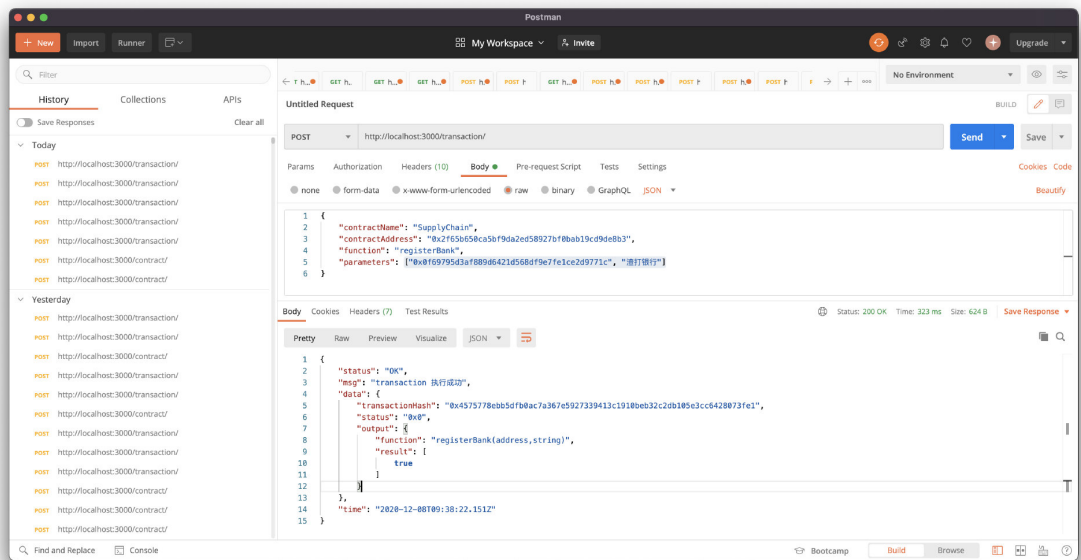 Postman
+ New Import Runner My Workspace Invite Upgrade
Filter
History Collections APIs
Save Responses Clear all
Today
POST http://localhost:3000/transaction/
POST http://localhost:3000/transaction/
POST http://localhost:3000/transaction/
POST http://localhost:3000/transaction/
POST http://localhost:3000/transaction/
POST http://localhost:3000/contract/
POST http://localhost:3000/contract/
Yesterday
POST http://localhost:3000/transaction/
POST http://localhost:3000/transaction/
POST http://localhost:3000/contract/
POST http://localhost:3000/transaction/
POST http://localhost:3000/transaction/
POST http://localhost:3000/contract/
POST http://localhost:3000/transaction/
POST http://localhost:3000/transaction/
POST http://localhost:3000/transaction/
POST http://localhost:3000/contract/
POST http://localhost:3000/contract/
POST http://localhost:3000/contract/
GET h... GET h... GET h... POST h... POST h GET h... POST h... POST h... POST h POST h... POST h No Environment
Untitled Request BUILD
POST http://localhost:3000/transaction/ Send Save
Params Authorization Headers (10) Body Pre-request Script Tests Settings Cookies Code
none form-data x-www-form-urlencoded raw binary GraphQL JSON Beautify
1 {
2 "contractName": "SupplyChain",
3 "contractAddress": "0x2f65b650ca5bf9da2ed58927bf0bab19cd9de8b3",
4 "function": "registerBank",
5 "parameters": ["0x0f69795d3af889d6421d568df9e7fe1ce2d9771c", "渣打银行"]
6 }
Body Cookies Headers (7) Test Results Status: 200 OK Time: 323 ms Size: 624 B Save Response
Pretty Raw Preview Visualize JSON
1 {
2 "status": "OK",
3 "msg": "transaction 执行成功",
4 "data": {
5 "transactionHash": "0x4575778ebb5dfb0ac7a367e5927339413c1910beb32c2db105e3cc6428073fe1",
6 "status": "0x0",
7 "output": {
8 "function": "registerBank(address,string)",
9 "result": [
10 true
11 ]
12 }
13 },
14 "time": "2020-12-08T09:38:22.151Z"
15 }
Find and Replace Console Bootcamp Build Browse